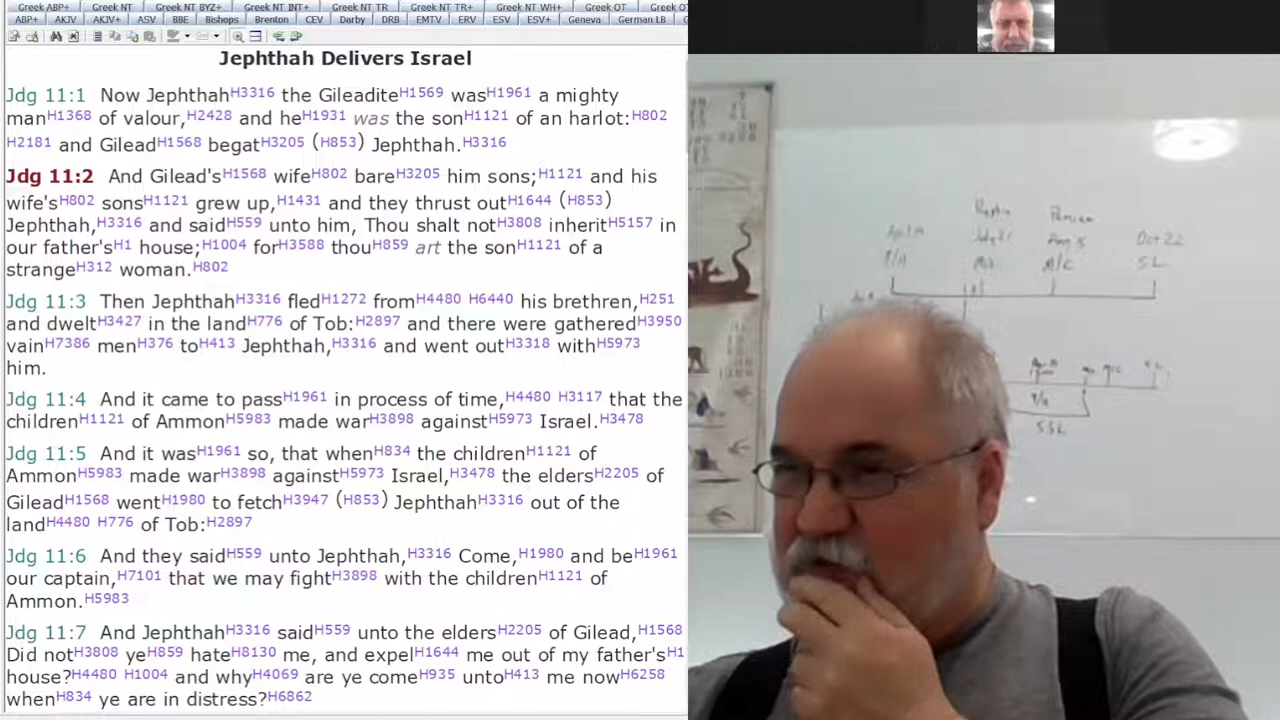 Greek ABP+ Greek NT Greek NT BYZ+ Greek NT INT+ Greek NT TR Greek NT TR+ Greek NT WH+ Greek OT
ABP+ AKJV AKJV+ ASV BBE Bishops Brenton CEV Darby DRB EMTV ERV ESV ESV+ Geneva German LB
Jephthah Delivers Israel
Jdg 11:1 Now JephthahH3316 the GileaditeH1569 wasH1961 a mighty
manH1368 of valour,H2428 and heH1931 was the sonH1121 of an harlot:H802
H2181 and GileadH1568 begatH3205 (H853) Jephthah.H3316
Jdg 11:2 And Gilead'sH1568 wifeH802 bareH3205 him sons;H1121 and his
wife'sH802 sonsH1121 grew up,H1431 and they thrust outH1644 (H853)
Jephthah,H3316 and saidH559 unto him, Thou shalt notH3808 inheritH5157 in
our father'sH1 house;H1004 forH3588 thouH859 art the sonH1121 of a
strangeH312 woman.H802
Jdg 11:3 Then JephthahH3316 fledH1272 fromH4480 H6440 his brethren,H251
and dweltH3427 in the landH776 of Tob:H2897 and there were gatheredH3950
vainH7386 menH376 toH413 Jephthah,H3316 and went outH3318 withH5973
him.
Jdg 11:4 And it came to passH1961 in process of time,H4480 H3117 that the
childrenH1121 of AmmonH5983 made warH3898 againstH5973 Israel.H3478
Jdg 11:5 And it wasH1961 so, that whenH834 the childrenH1121 of
AmmonH5983 made warH3898 againstH5973 Israel,H3478 the eldersH2205 of
GileadH1568 wentH1980 to fetchH3947 (H853) JephthahH3316 out of the
landH4480 H776 of Tob:H2897
Jdg 11:6 And they saidH559 unto Jephthah,H3316 Come,H1980 and beH1961
our captain,H7101 that we may fightH3898 with the childrenH1121 of
Ammon.H5983
Jdg 11:7 And JephthahH3316 saidH559 unto the eldersH2205 of Gilead,H1568
Did notH3808 yeH859 hateH8130 me, and expelH1644 me out of my father'sH1
house?H4480 H1004 and whyH4069 are ye comeH935 untoH413 me nowH6258
whenH834 ye are in distress?H6862
Oct 22
SL